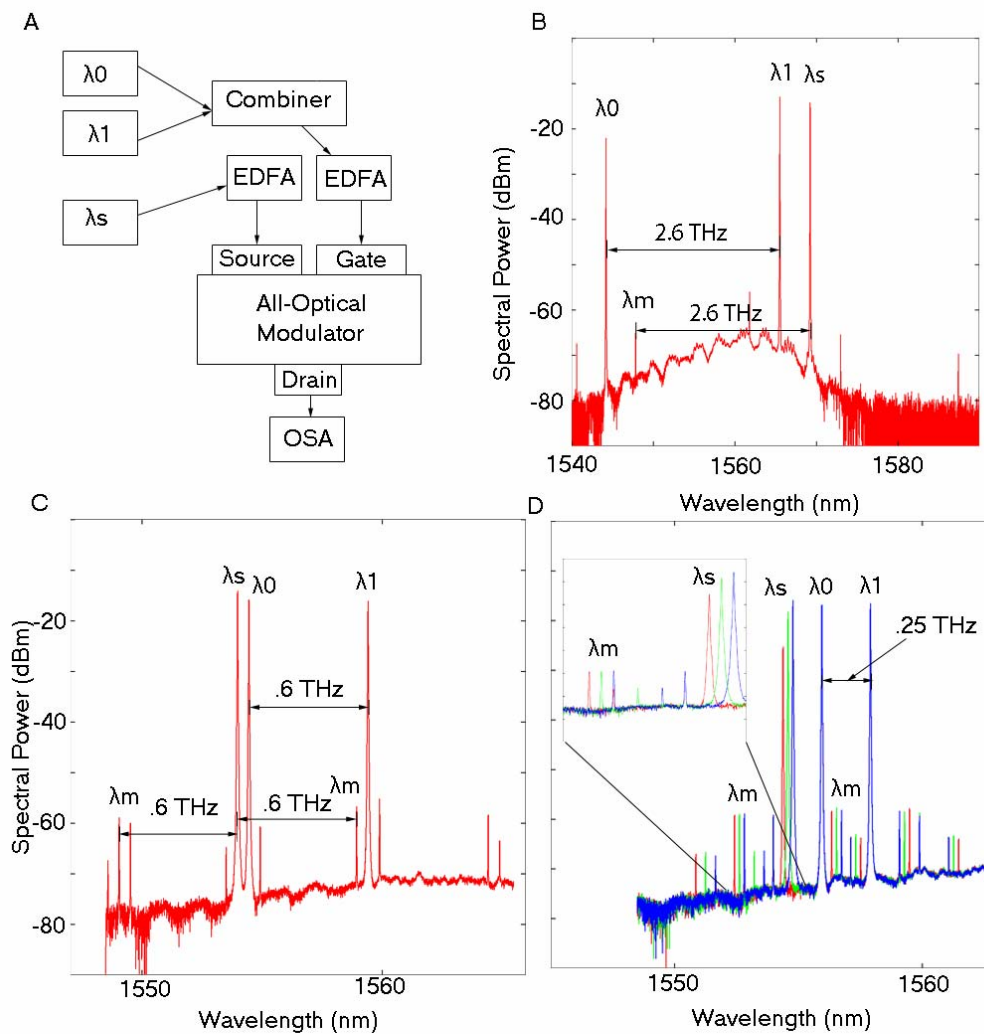 A
λ0
λ1
λs
Combiner
EDFA
EDFA
Source
Gate
All-Optical
Modulator
Drain
OSA
B
Spectral Power (dBm)
-20
-40
-60
-80
λ0
λ1
λs
2.6 THz
λm
2.6 THz
1540
1560
1580
Wavelength (nm)
C
Spectral Power (dBm)
-20
-40
-60
-80
λs
λ0
λ1
.6 THz
λm
.6 THz
.6 THz
λm
1550
1560
Wavelength (nm)
D
λs
λm
λs
λ0
λ1
.25 THz
λm
λm
1550
1560
Wavelength (nm)